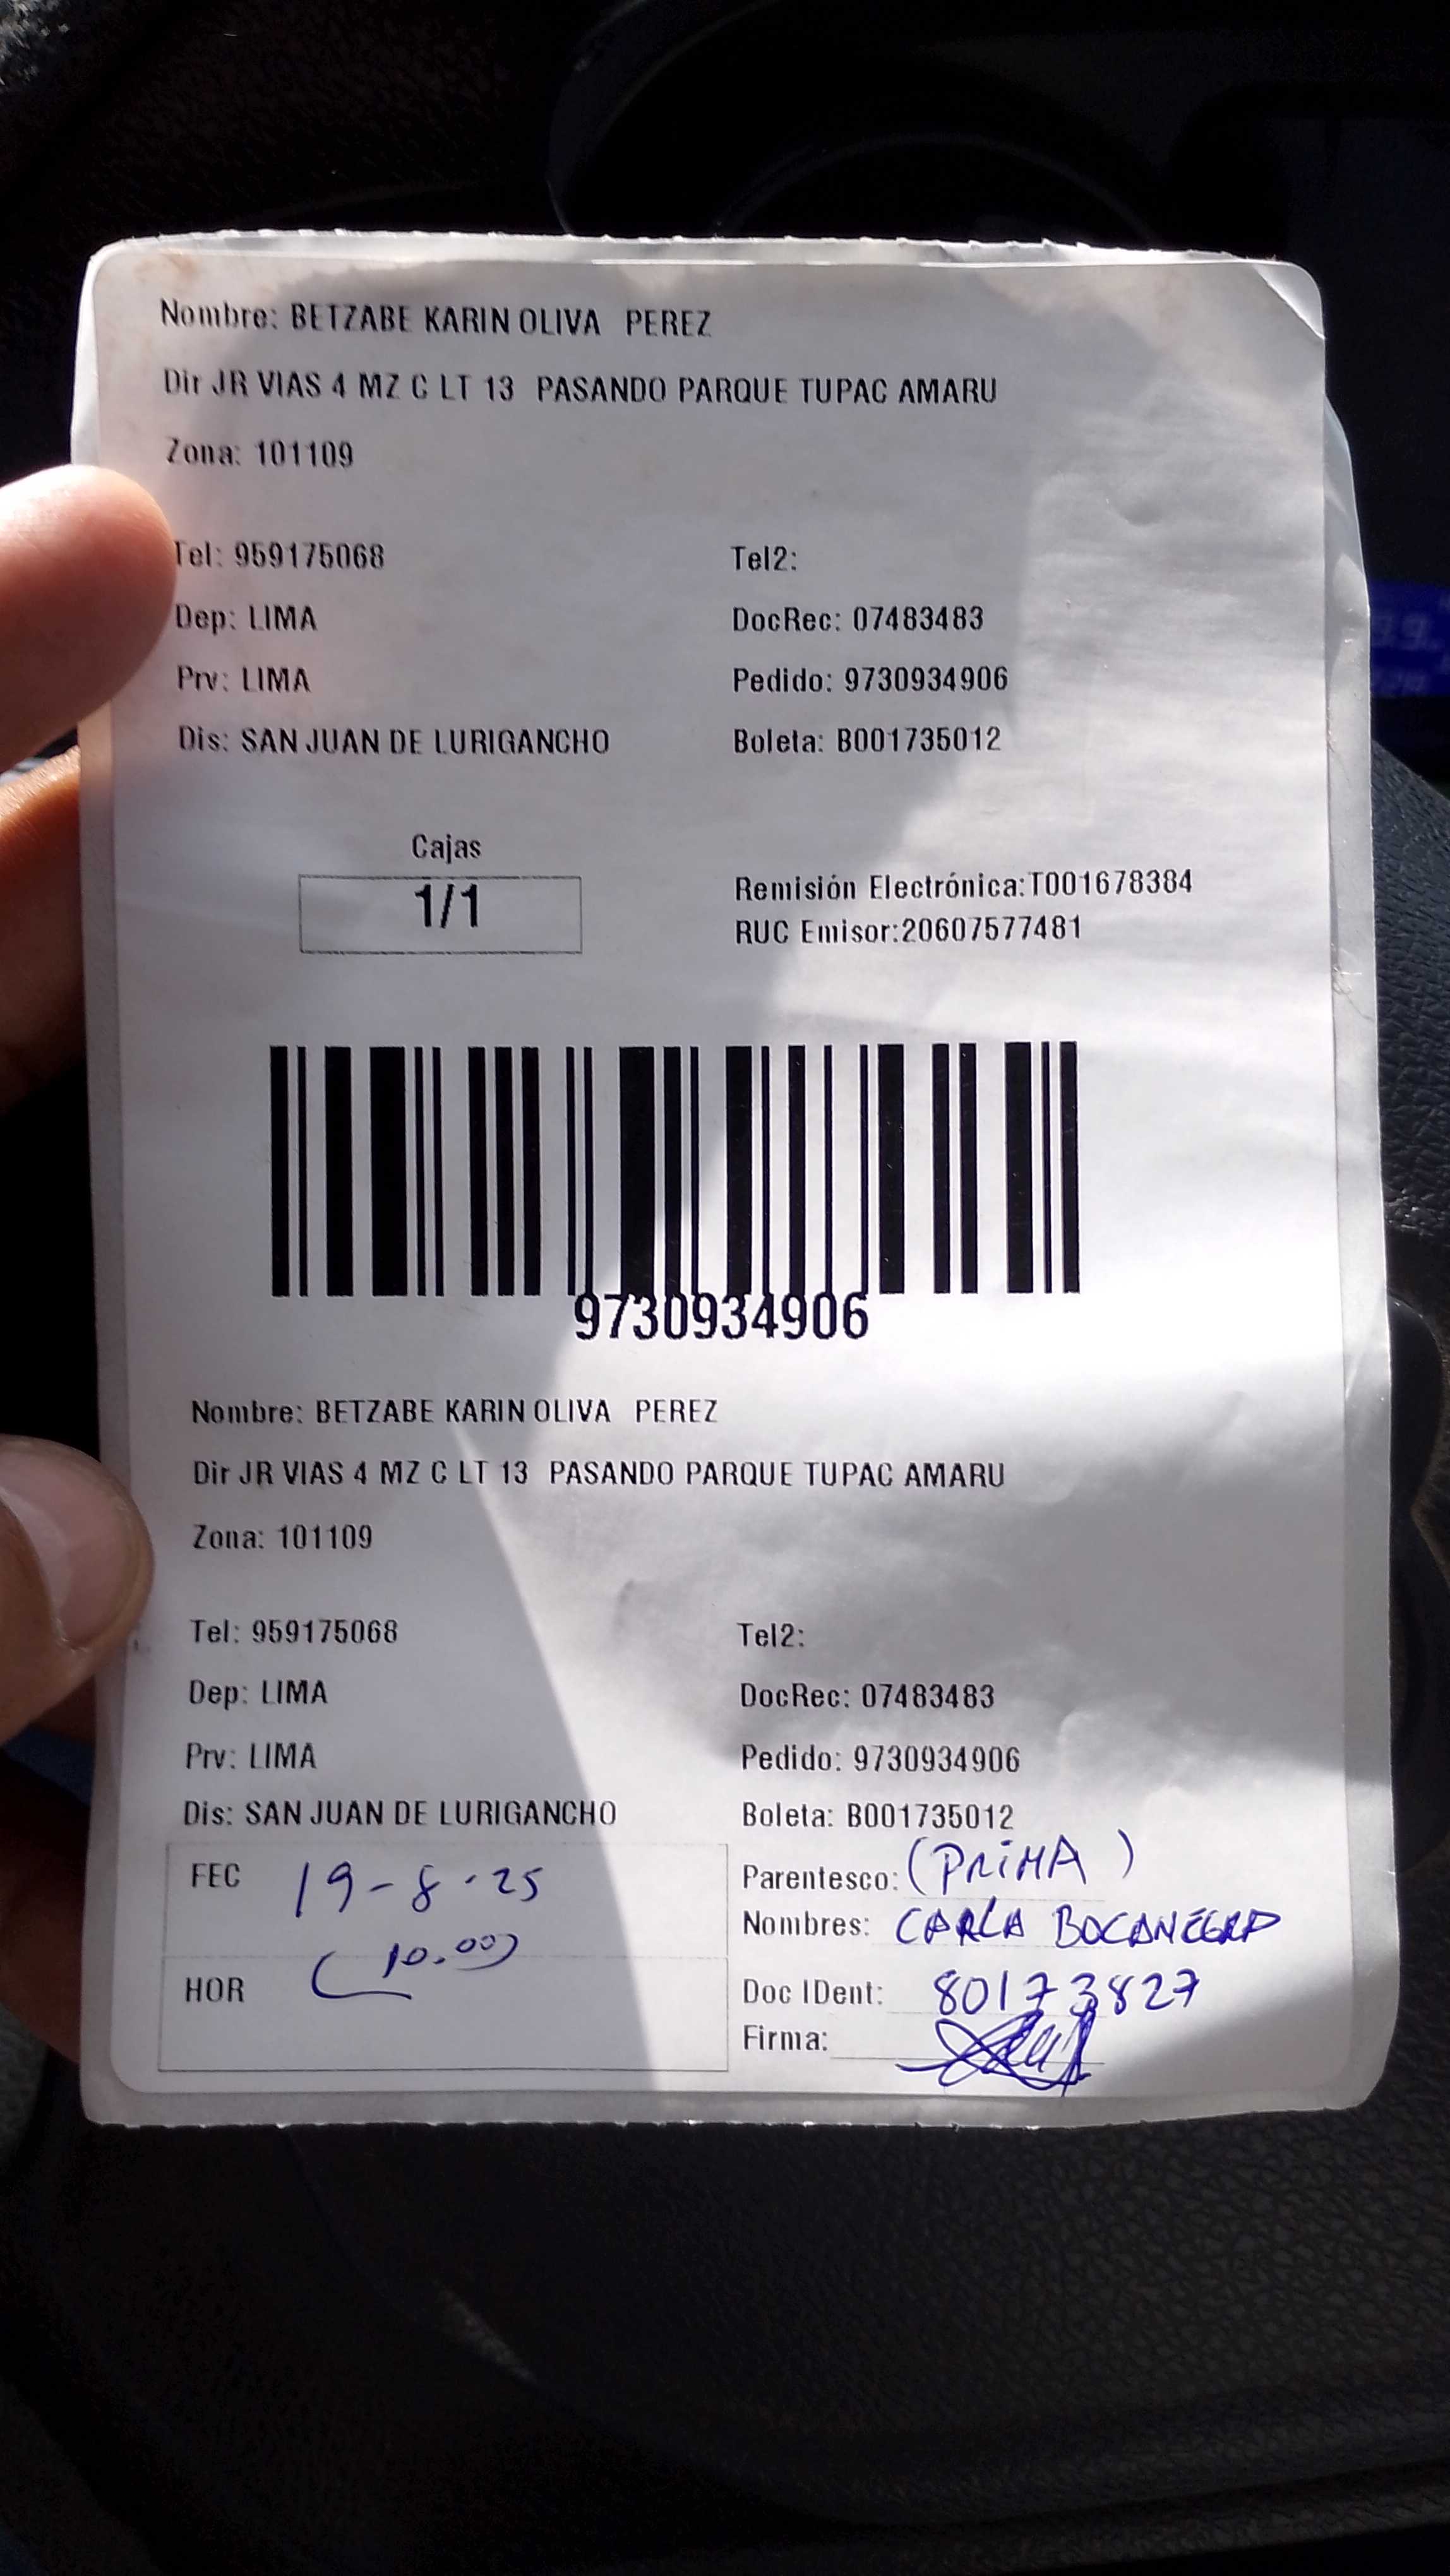 Nombre: BETZABE KARIN OLIVA PEREZ
Dir JR VIAS 4 MZ C LT 13 PASANDO PARQUE TUPAC AMARU
Zona: 101109
Tel: 959175068 Tel2:
Dep: LIMA DocRec: 07483483
Prv: LIMA Pedido: 9730934906
Dis: SAN JUAN DE LURIGANCHO Boleta: B001735012
Cajas
1/1
Remisión Electrónica:T001678384
RUC Emisor:20607577481
9730934906
Nombre: BETZABE KARIN OLIVA PEREZ
Dir JR VIAS 4 MZ C LT 13 PASANDO PARQUE TUPAC AMARU
Zona: 101109
Tel: 959175068 Tel2:
Dep: LIMA DocRec: 07483483
Prv: LIMA Pedido: 9730934906
Dis: SAN JUAN DE LURIGANCHO Boleta: B001735012
FEC 19-8-25 Parentesco: (PRIMA)
Nombres: CARLA BOCANEGRA
HOR (10.00) Doc IDent: 80173827
Firma: